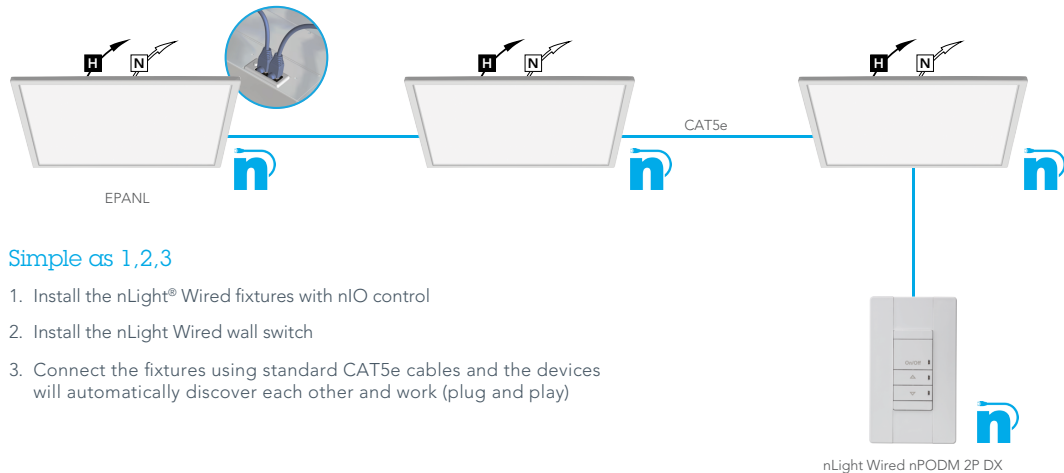 H N
H N
H N
CAT5e
n
n
n
EPANL
Simple as 1,2,3
1. Install the nLight® Wired fixtures with nIO control
2. Install the nLight Wired wall switch
3. Connect the fixtures using standard CAT5e cables and the devices
will automatically discover each other and work (plug and play)
On/Off
n
nLight Wired nPODM 2P DX